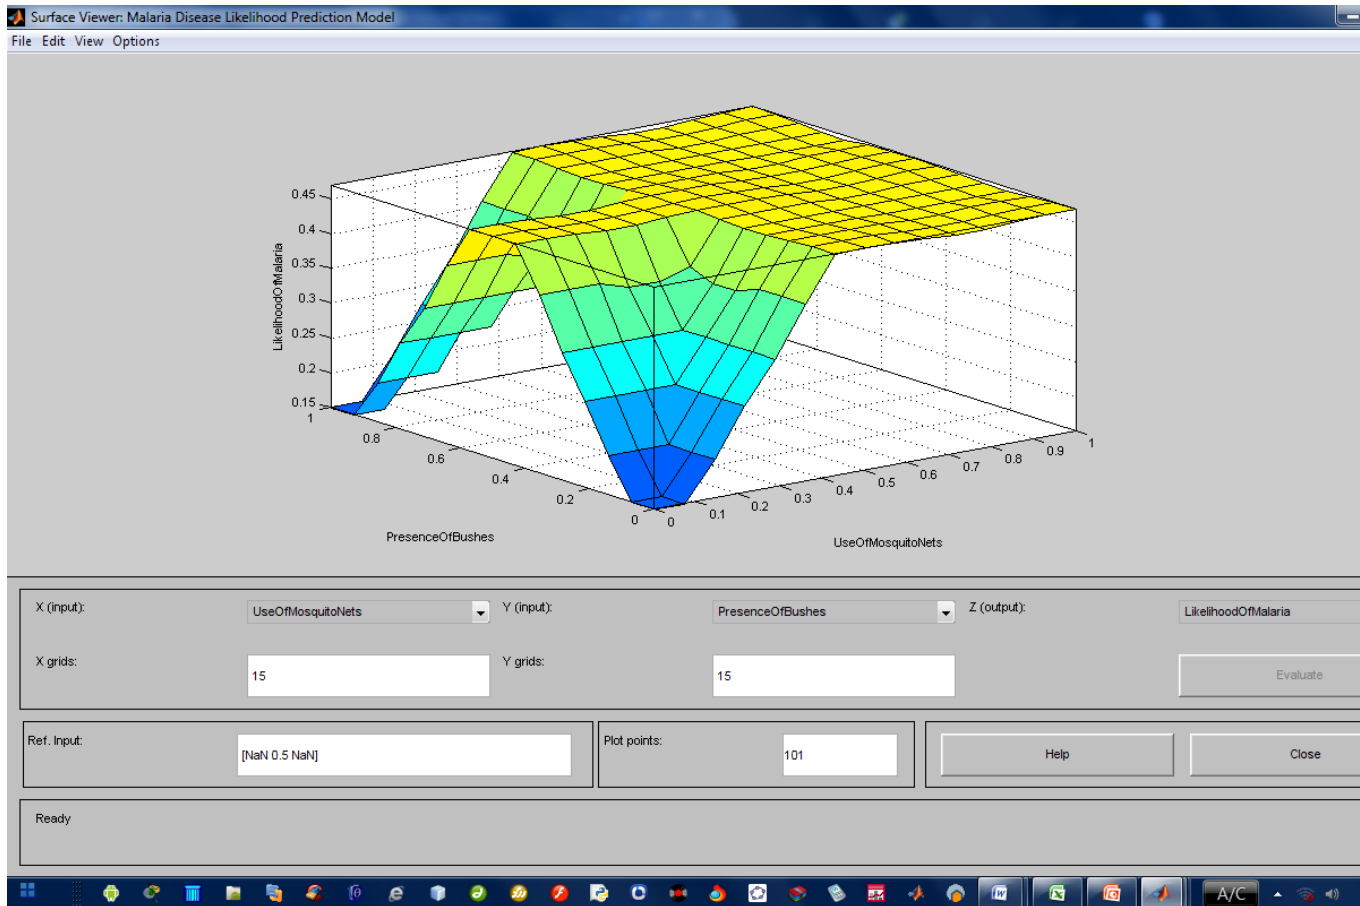 Surface Viewer: Malaria Disease Likelihood Prediction Model
File Edit View Options
LikelihoodOfMalaria
0.45
0.4
0.35
0.3
0.25
0.2
0.15
1
0.8
0.6
0.4
0.2
0
PresenceOfBushes
0
0.1
0.2
0.3
0.4
0.5
0.6
0.7
0.8
0.9
1
UseOfMosquitoNets
X (input): UseOfMosquitoNets Y (input): PresenceOfBushes Z (output): LikelihoodOfMalaria
X grids: 15 Y grids: 15 Evaluate
Ref. Input: [NaN 0.5 NaN] Plot points: 101 Help Close
Ready
A/C